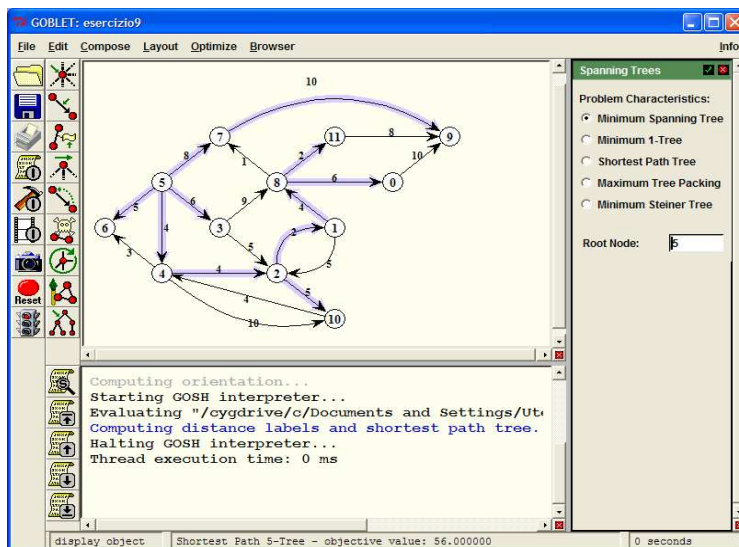 GOBLET: esercizio9
File Edit Compose Layout Optimize Browser Info
10
7
11
8
9
8
2
1
10
5
8
6
0
5
6
9
4
4
6
3
2
1
3
5
5
4
4
2
5
4
10
10
Reset
Spanning Trees
Problem Characteristics:
Minimum Spanning Tree
Minimum 1-Tree
Shortest Path Tree
Maximum Tree Packing
Minimum Steiner Tree
Root Node: 5
Computing orientation...
Starting GOSH interpreter...
Evaluating "/cygdrive/c/Documents and Settings/Ute
Computing distance labels and shortest path tree.
Halting GOSH interpreter...
Thread execution time: 0 ms
display object
Shortest Path 5-Tree - objective value: 56.000000
0 seconds